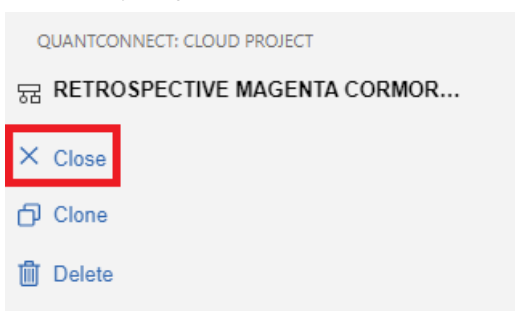 QUANTCONNECT: CLOUD PROJECT
RETROSPECTIVE MAGENTA CORMOR...
Close
Clone
Delete